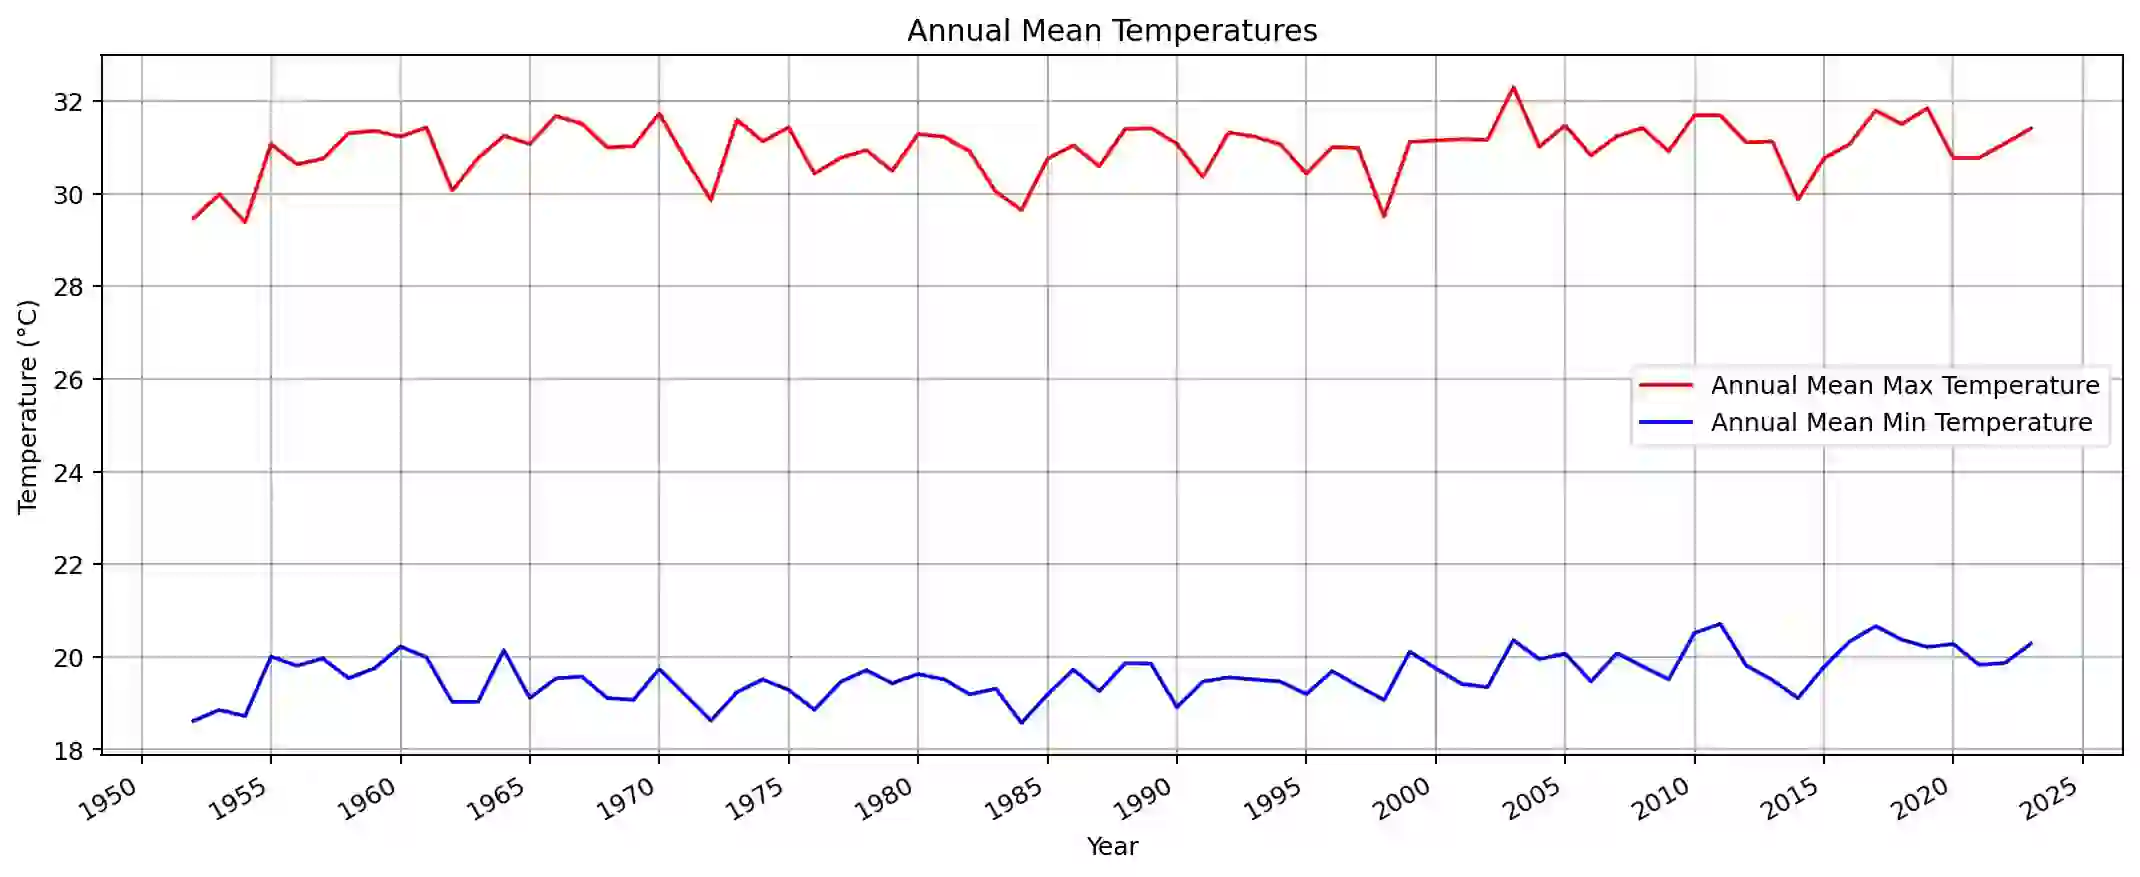 Annual Mean Temperatures
32
30
28
26
24
22
20
18
Temperature (°C)
Annual Mean Max Temperature
Annual Mean Min Temperature
1950 1955 1960 1965 1970 1975 1980 1985 1990 1995 2000 2005 2010 2015 2020 2025
Year